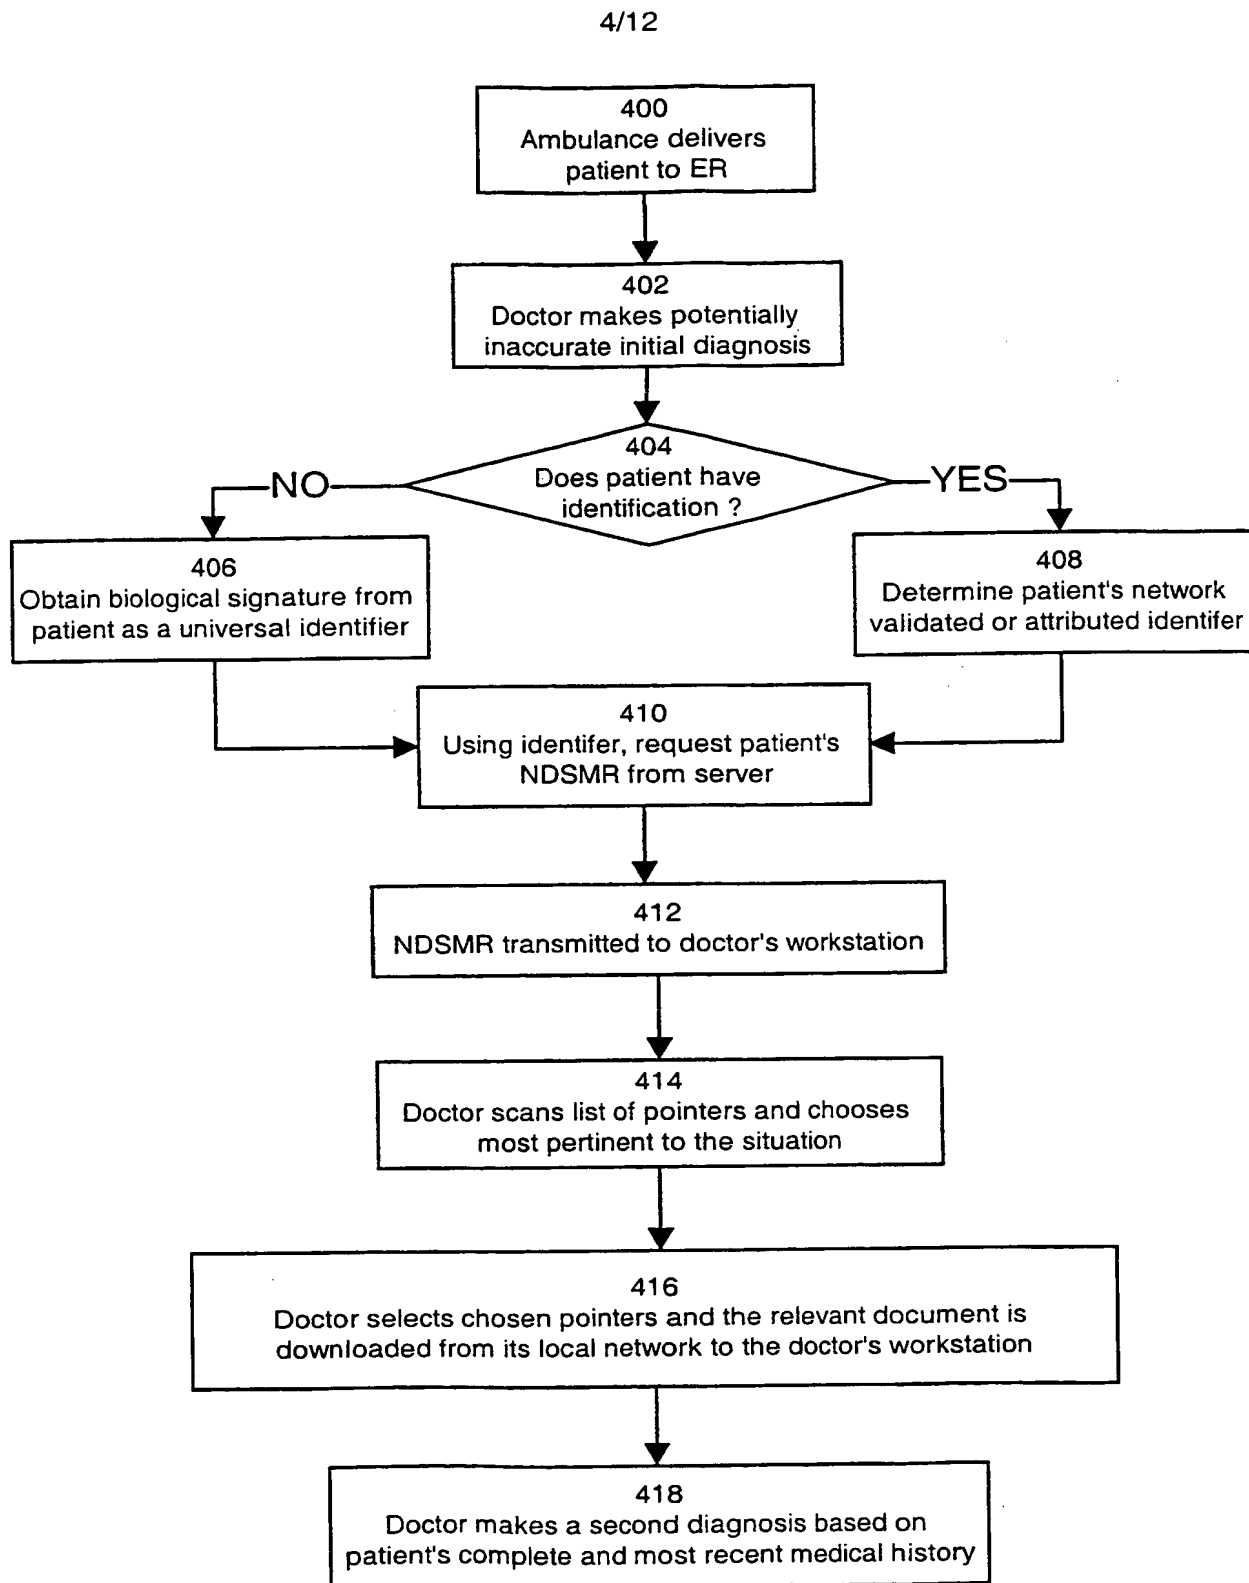 4/12
400
Ambulance delivers
patient to ER
402
Doctor makes potentially
inaccurate initial diagnosis
404
Does patient have
identification ?
NO
YES
406
Obtain biological signature from
patient as a universal identifier
408
Determine patient's network
validated or attributed identifer
410
Using identifer, request patient's
NDSMR from server
412
NDSMR transmitted to doctor's workstation
414
Doctor scans list of pointers and chooses
most pertinent to the situation
416
Doctor selects chosen pointers and the relevant document is
downloaded from its local network to the doctor's workstation
418
Doctor makes a second diagnosis based on
patient's complete and most recent medical history